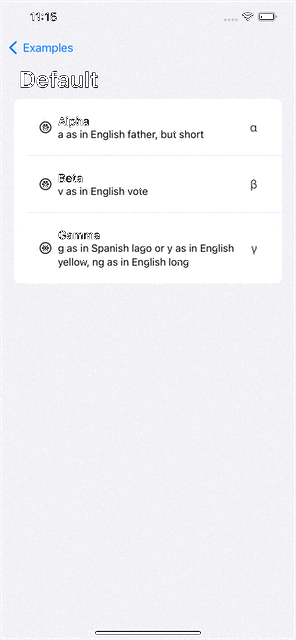 11:15
Examples
Default
Alpha
a as in English father, but short
α
Beta
v as in English vote
β
Gamma
g as in Spanish lago or y as in English
yellow, ng as in English long
γ